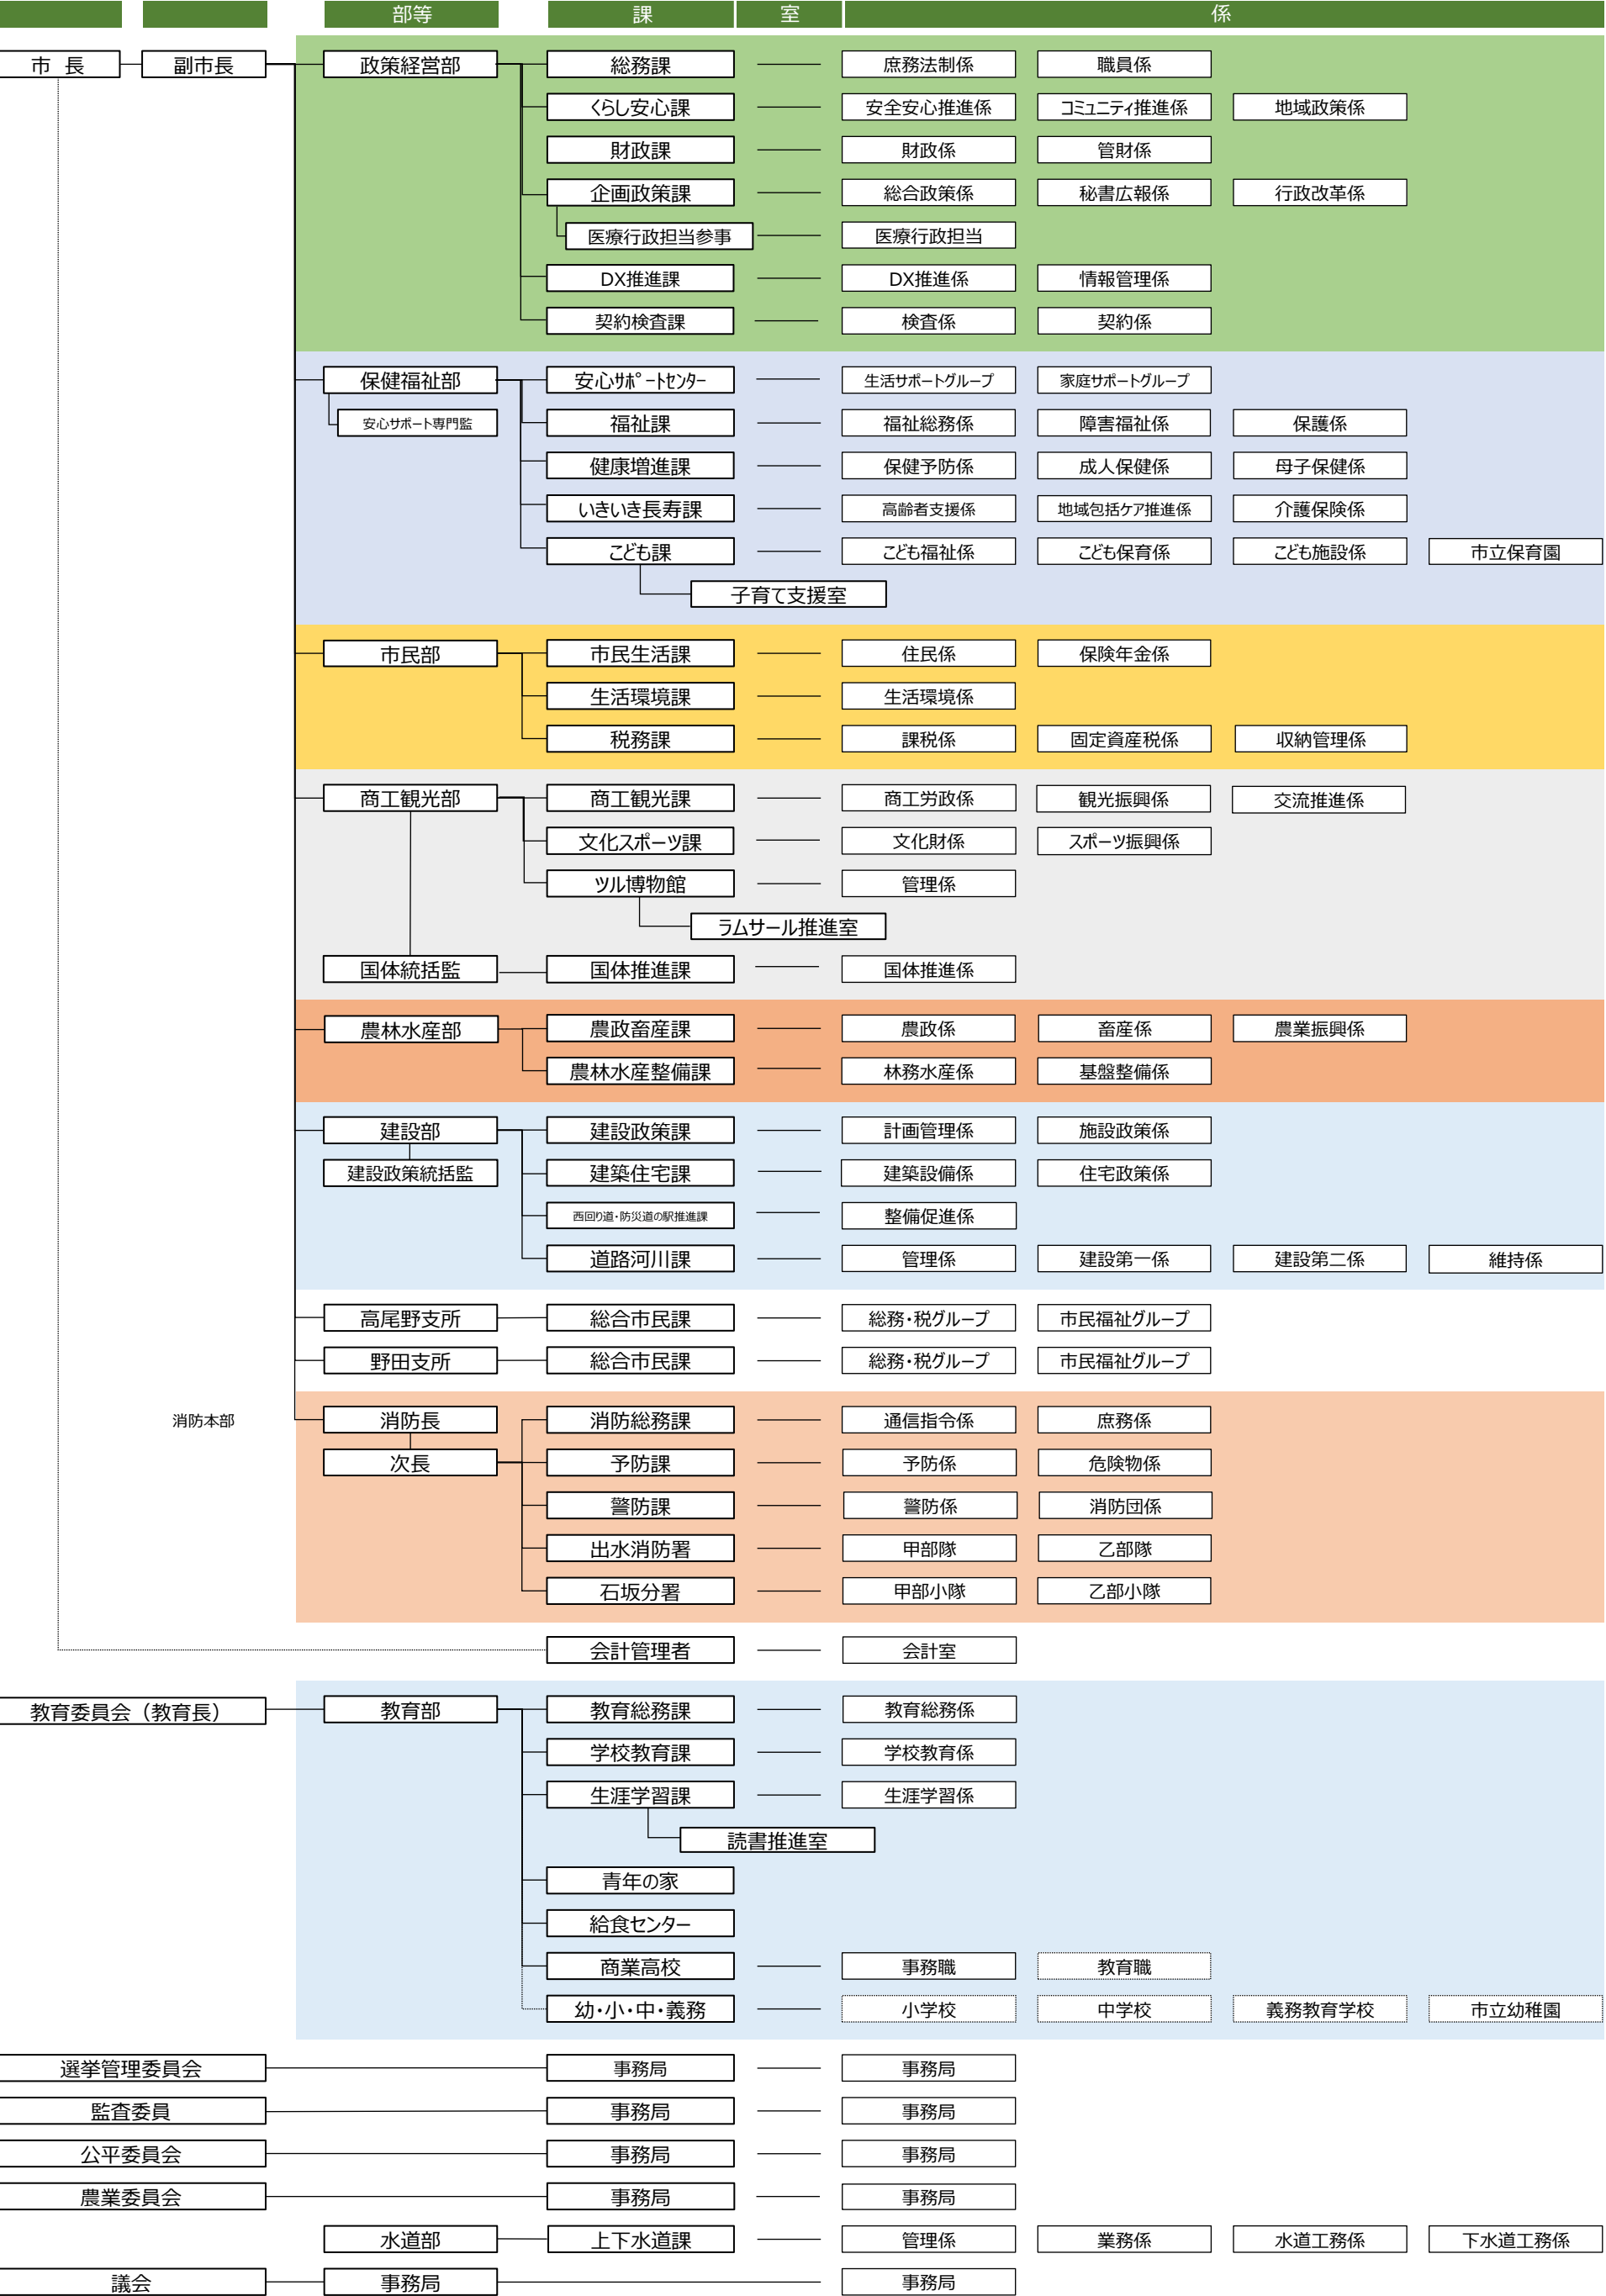 部等 課 室 係
市 長 副市長 政策経営部 総務課 庶務法制係 職員係
くらし安心課 安全安心推進係 コミュニティ推進係 地域政策係
財政課 財政係 管財係
企画政策課 総合政策係 秘書広報係 行政改革係
医療行政担当参事 医療行政担当
DX推進課 DX推進係 情報管理係
契約検査課 検査係 契約係
保健福祉部 安心サポートセンター 生活サポートグループ 家庭サポートグループ
安心サポート専門監 福祉課 福祉総務係 障害福祉係 保護係
健康増進課 保健予防係 成人保健係 母子保健係
いきいき長寿課 高齢者支援係 地域包括ケア推進係 介護保険係
こども課 こども福祉係 こども保育係 こども施設係 市立保育園
子育て支援室
市民部 市民生活課 住民係 保険年金係
生活環境課 生活環境係
税務課 課税係 固定資産税係 収納管理係
商工観光部 商工観光課 商工労政係 観光振興係 交流推進係
文化スポーツ課 文化財係 スポーツ振興係
ツル博物館 管理係
ラムサール推進室
国体統括監 国体推進課 国体推進係
農林水産部 農政畜産課 農政係 畜産係 農業振興係
農林水産整備課 林務水産係 基盤整備係
建設部 建設政策課 計画管理係 施設政策係
建設政策統括監 建築住宅課 建築設備係 住宅政策係
西回り道・防災道の駅推進課 整備促進係
道路河川課 管理係 建設第一係 建設第二係 維持係
高尾野支所 総合市民課 総務・税グループ 市民福祉グループ
野田支所 総合市民課 総務・税グループ 市民福祉グループ
消防本部 消防長 消防総務課 通信指令係 庶務係
次長 予防課 予防係 危険物係
警防課 警防係 消防団係
出水消防署 甲部隊 乙部隊
石坂分署 甲部小隊 乙部小隊
会計管理者 会計室
教育委員会（教育長） 教育部 教育総務課 教育総務係
学校教育課 学校教育係
生涯学習課 生涯学習係
読書推進室
青年の家
給食センター
商業高校 事務職 教育職
幼・小・中・義務 小学校 中学校 義務教育学校 市立幼稚園
選挙管理委員会 事務局 事務局
監査委員 事務局 事務局
公平委員会 事務局 事務局
農業委員会 事務局 事務局
水道部 上下水道課 管理係 業務係 水道工務係 下水道工務係
議会 事務局 事務局